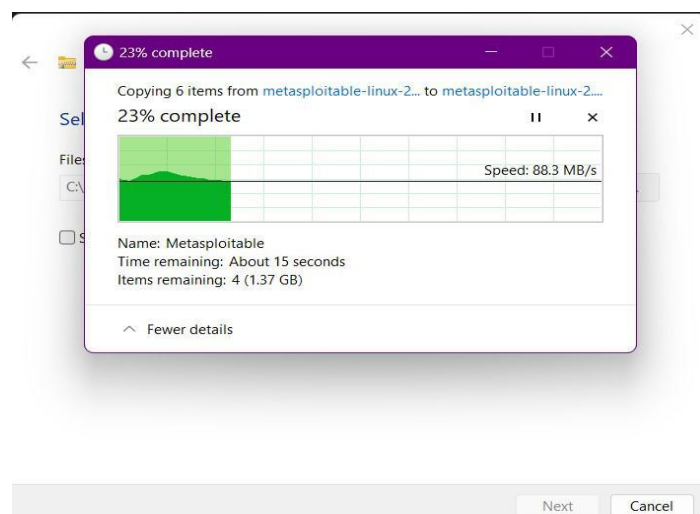 23% complete
Copying 6 items from metasploitable-linux-2... to metasploitable-linux-2....
23% complete
Sel
Speed: 88.3 MB/s
Files
C:\
S
Name: Metasploitable
Time remaining: About 15 seconds
Items remaining: 4 (1.37 GB)
Fewer details
Next Cancel